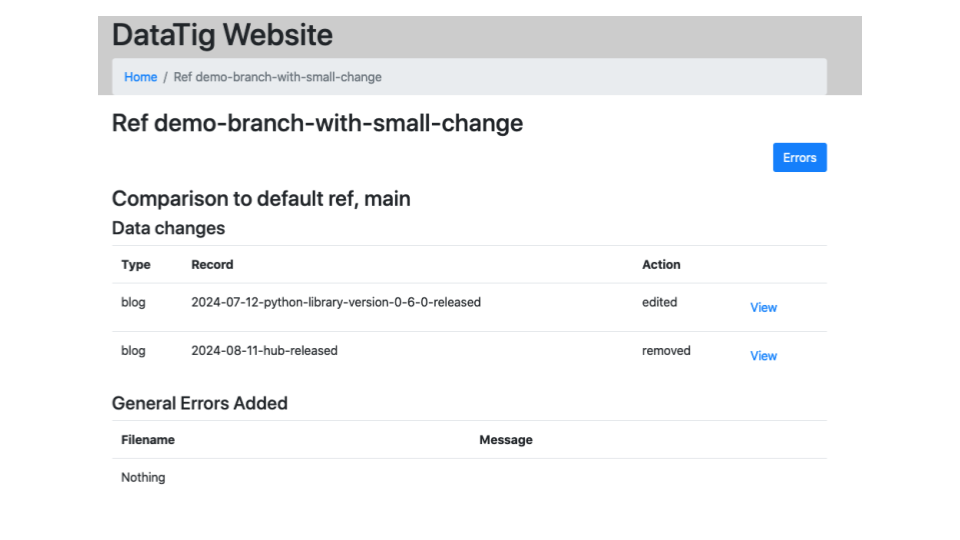 DataTig Website
Home / Ref demo-branch-with-small-change
Ref demo-branch-with-small-change
Errors
Comparison to default ref, main
Data changes
Type Record Action
blog 2024-07-12-python-library-version-0-6-0-released edited View
blog 2024-08-11-hub-released removed View
General Errors Added
Filename Message
Nothing